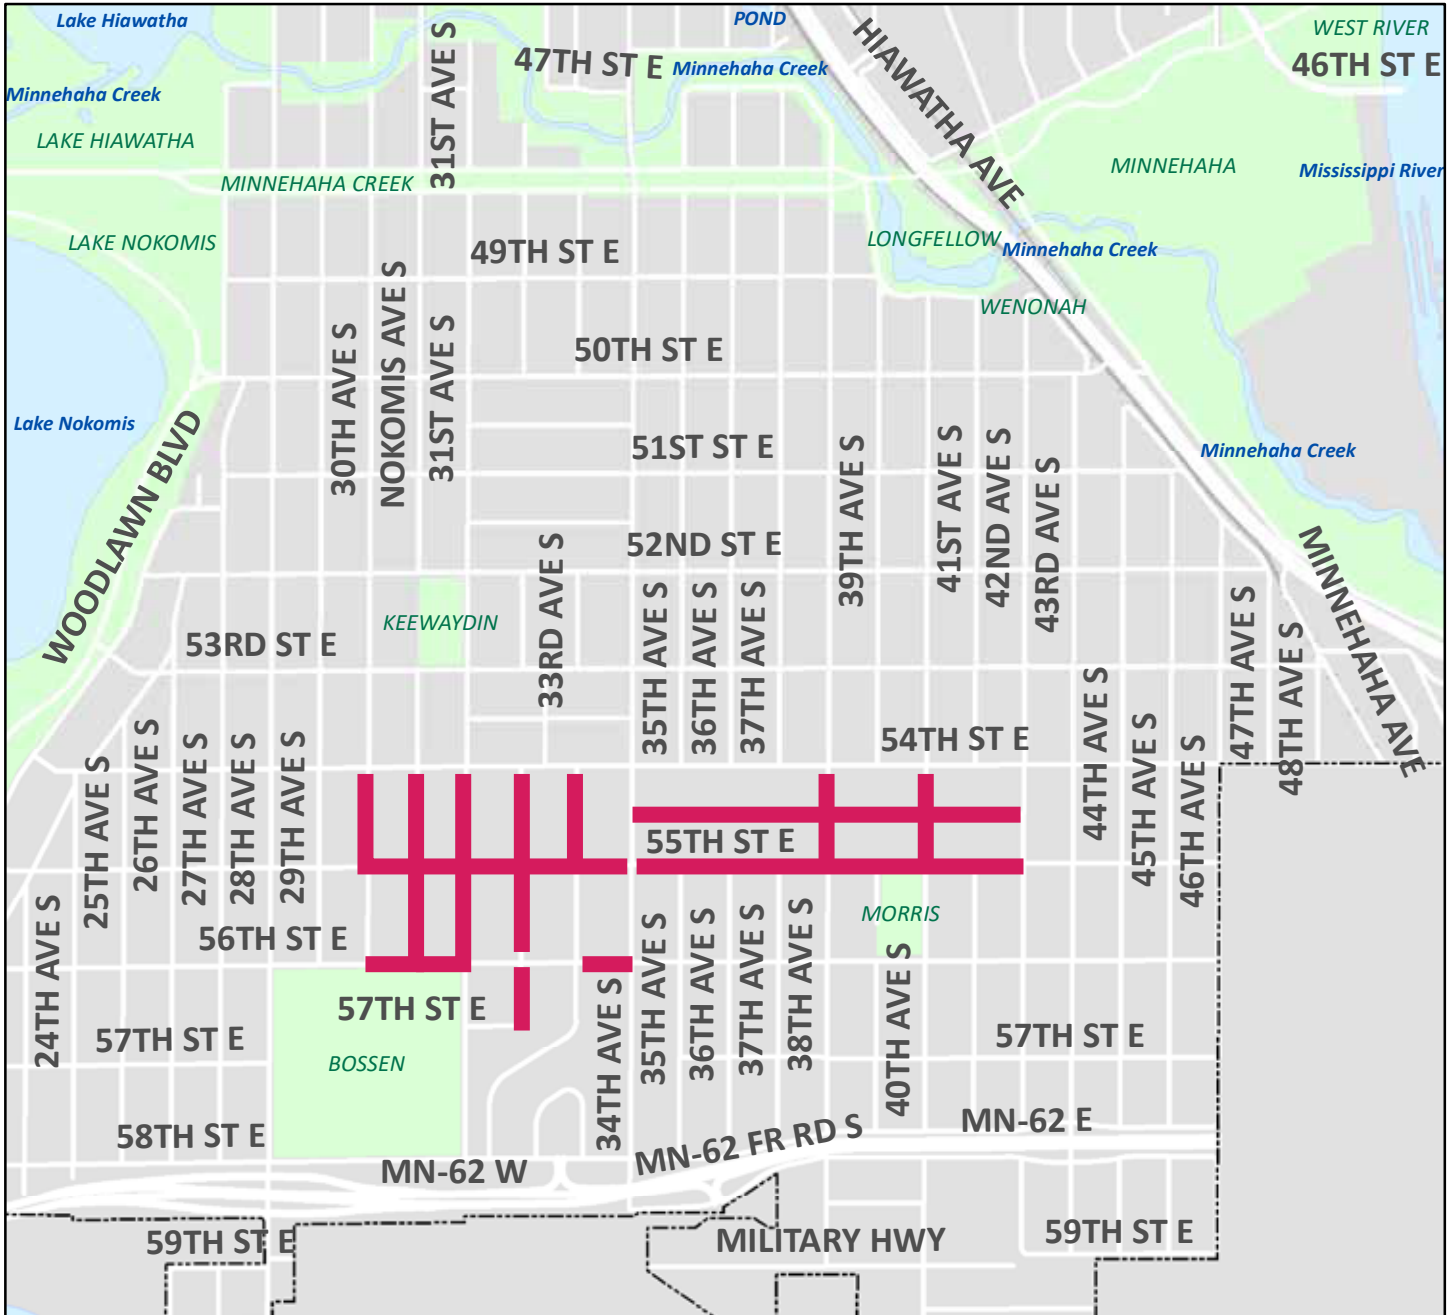 Lake Hiawatha
POND
WEST RIVER
46TH ST E
HIAWATHA AVE
47TH ST E
Minnehaha Creek
31ST AVE S
Minnehaha Creek
LAKE HIAWATHA
MINNEHAHA
Mississippi River
MINNEHAHA CREEK
LAKE NOKOMIS
49TH ST E
LONGFELLOW
Minnehaha Creek
WENONAH
30TH AVE S
NOKOMIS AVE S
31ST AVE S
50TH ST E
Lake Nokomis
WOODLAWN BLVD
51ST ST E
39TH AVE S
41ST AVE S
42ND AVE S
43RD AVE S
Minnehaha Creek
MINNEHAHA AVE
52ND ST E
33RD AVE S
35TH AVE S
36TH AVE S
37TH AVE S
47TH AVE S
48TH AVE S
KEEWAYDIN
53RD ST E
44TH AVE S
45TH AVE S
46TH AVE S
54TH ST E
25TH AVE S
26TH AVE S
27TH AVE S
28TH AVE S
29TH AVE S
55TH ST E
24TH AVE S
56TH ST E
MORRIS
35TH AVE S
36TH AVE S
37TH AVE S
38TH AVE S
40TH AVE S
34TH AVE S
57TH ST E
57TH ST E
57TH ST E
BOSSEN
58TH ST E
MN-62 W
MN-62 FR RD S
MN-62 E
59TH ST E
MILITARY HWY
59TH ST E